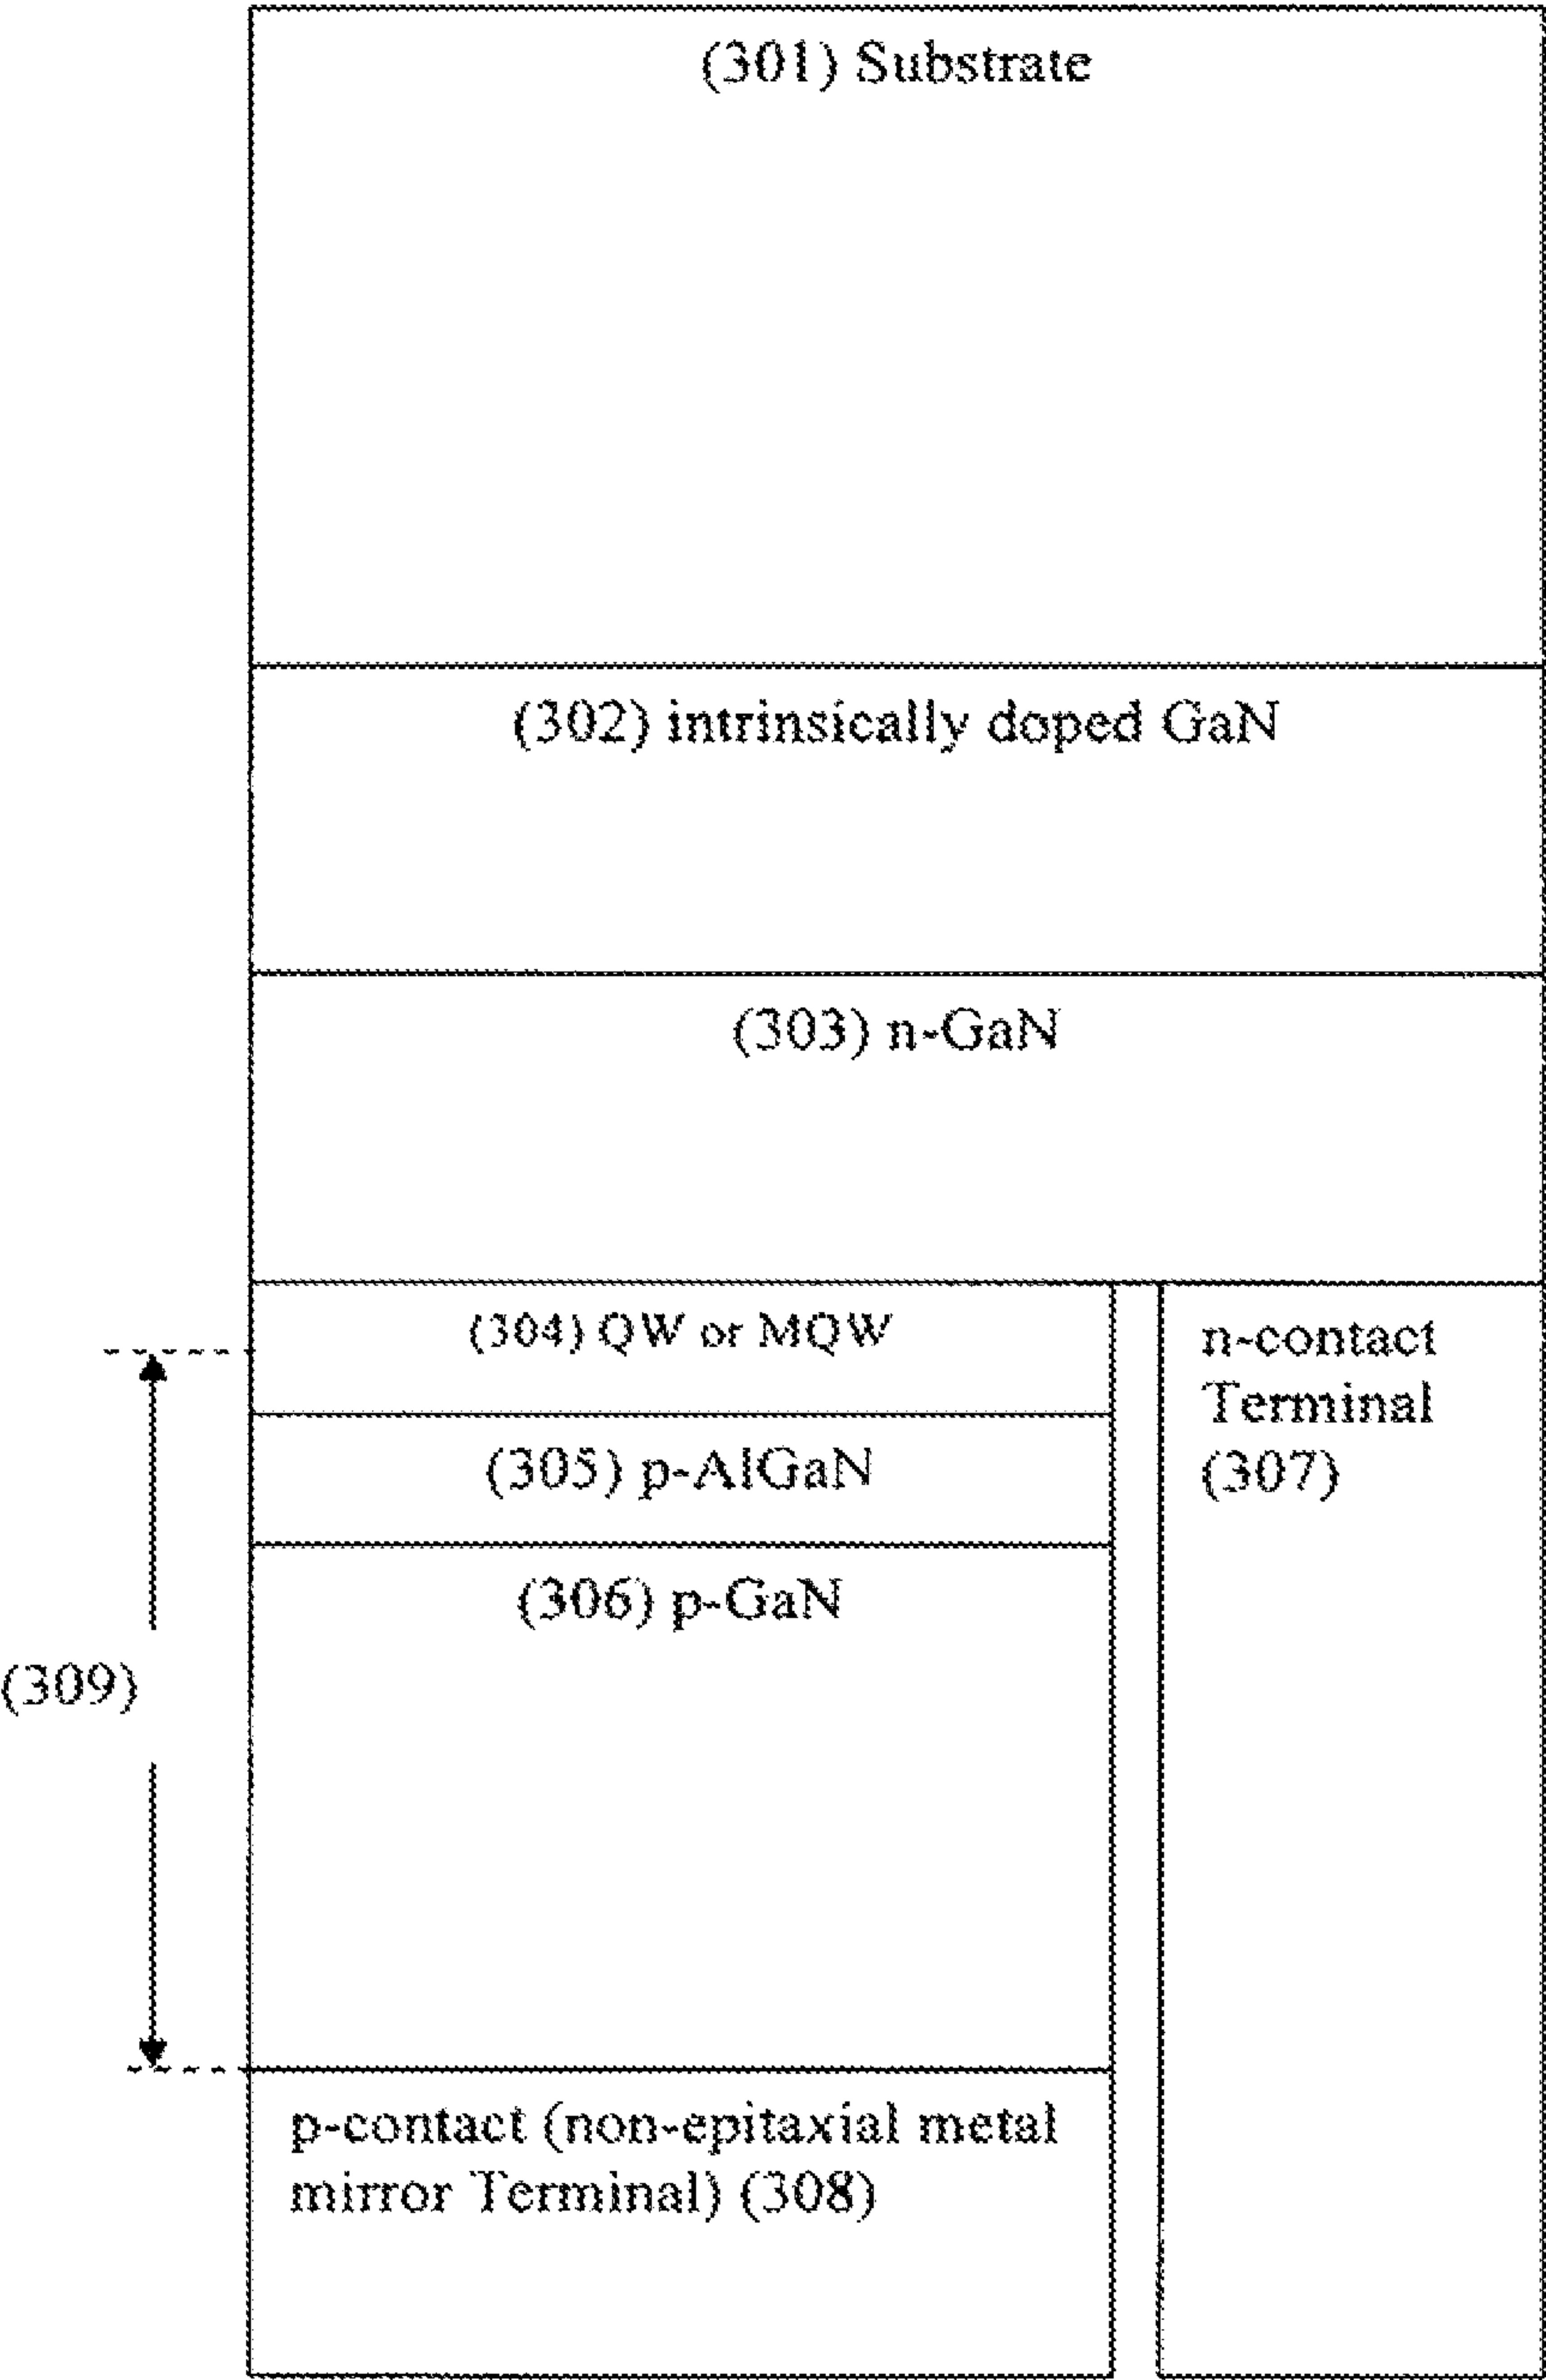 (301) Substrate
(302) intrinsically doped GaN
(303) n-GaN
(304) QW or MQW
n-contact
Terminal
(307)
(305) p-AlGaN
(306) p-GaN
(309)
p-contact (non-epitaxial metal
mirror Terminal) (308)